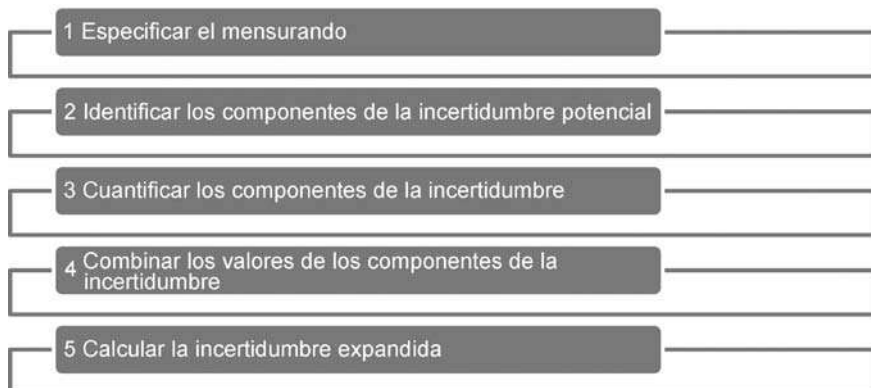 1 Especificar el mensurando
2 Identificar los componentes de la incertidumbre potencial
3 Cuantificar los componentes de la incertidumbre
4 Combinar los valores de los componentes de la
incertidumbre
5 Calcular la incertidumbre expandida